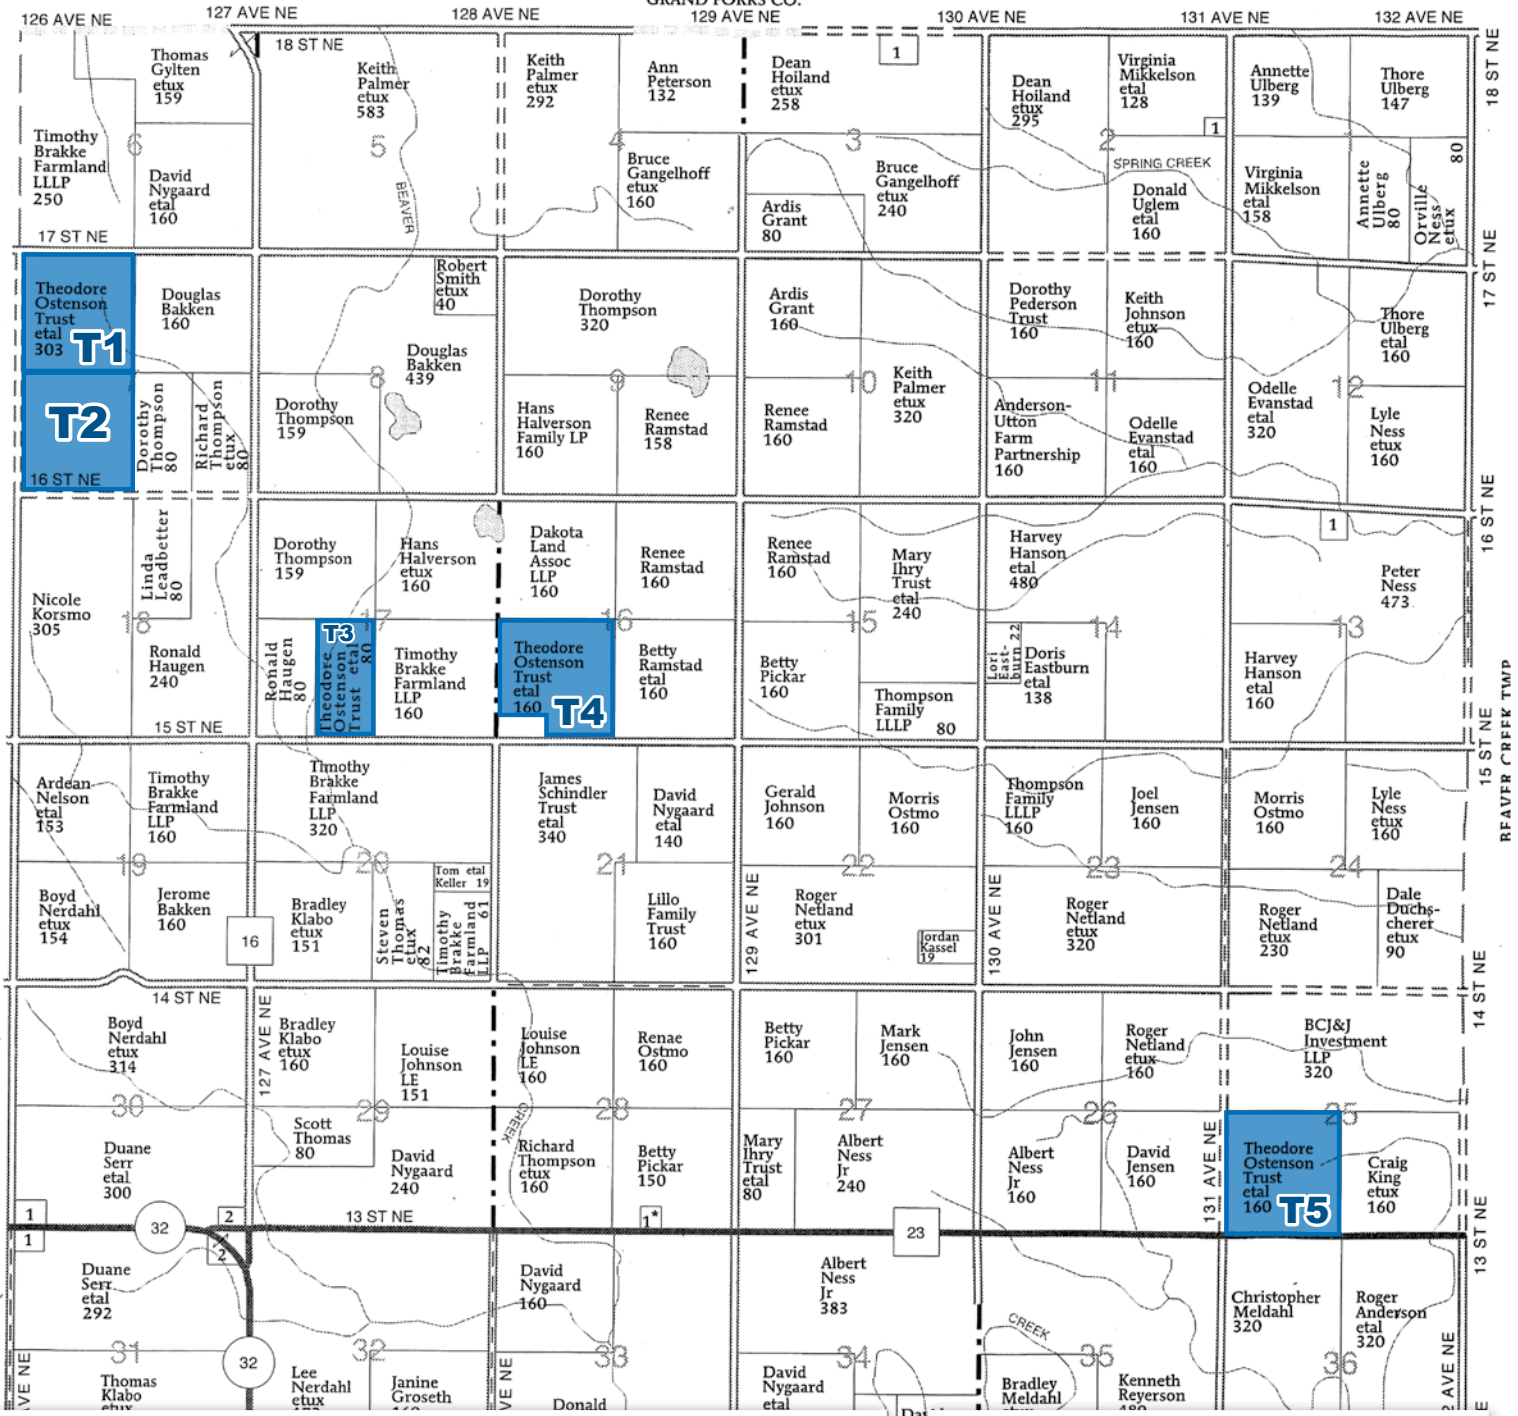 GRAND FORKS CO.
126 AVE NE
127 AVE NE
128 AVE NE
129 AVE NE
130 AVE NE
131 AVE NE
132 AVE NE
18 ST NE
18 ST NE
Thomas
Gylten
etux
159
Timothy
Brakke
Farmland
LLLP
250
6
David
Nygaard
etal
160
Keith
Palmer
etux
583
5
BEAVER
Keith
Palmer
etux
292
Ann
Peterson
132
4
Bruce
Gangelhoff
etux
160
Dean
Hoiland
etux
258
1
3
Ardis
Grant
80
Bruce
Gangelhoff
etux
240
Dean
Hoiland
etux
295
Virginia
Mikkelson
etal
128
2
1
SPRING CREEK
Donald
Uglem
etal
160
Annette
Ulberg
139
Thore
Ulberg
147
1
Virginia
Mikkelson
etal
158
Annette
Ulberg
80
Orville
Ness
etux
80
17 ST NE
17 ST NE
Theodore
Ostenson
Trust
etal
303
T1
T2
Douglas
Bakken
160
Dorothy
Thompson
80
Richard
Thompson
etux
80
16 ST NE
Robert
Smith
etux
40
Douglas
Bakken
439
8
Dorothy
Thompson
159
Dorothy
Thompson
320
9
Hans
Halverson
Family LP
160
Renee
Ramstad
158
Ardis
Grant
160
10
Keith
Palmer
320
Renee
Ramstad
160
Dorothy
Pederson
Trust
160
Keith
Johnson
etux
160
11
Anderson-
Utton
Farm
Partnership
160
Odelle
Evanstad
etal
160
Thore
Ulberg
etal
160
Odelle
Evanstad
etal
320
12
Lyle
Ness
etux
160
16 ST NE
Nicole
Korsmo
305
Linda
Leadbetter
80
18
Ronald
Haugen
240
Dorothy
Thompson
159
Hans
Halverson
etux
160
17
Ronald
Haugen
80
T3
Theodore
Ostenson
Trust etal
80
Timothy
Brakke
Farmland
LLP
160
Dakota
Land
Assoc
LLP
160
Renee
Ramstad
160
16
Theodore
Ostenson
Trust
etal
160
T4
Betty
Ramstad
etal
160
Renee
Ramstad
160
Mary
Ihry
Trust
etal
240
15
Betty
Pickar
160
Thompson
Family
LLLP 80
Harvey
Hanson
etal
480
14
Lori
East-
burn 22
Doris
Eastburn
etal
138
1
Peter
Ness
473
13
Harvey
Hanson
etal
160
BEAVER CREEK TWP
15 ST NE
15 ST NE
Ardean
Nelson
etal
153
Timothy
Brakke
Farmland
LLP
160
19
Boyd
Nerdahl
etux
154
Jerome
Bakken
160
16
Timothy
Brakke
Farmland
LLP
320
20
Bradley
Klabo
etux
151
Steven
Thomas
etux
82
Tom etal
Keller 19
Timothy
Brakke
Farmland
LLP 61
James
Schindler
Trust
etal
340
David
Nygaard
etal
140
21
Lillo
Family
Trust
160
Gerald
Johnson
160
Morris
Ostmo
160
22
129 AVE NE
Roger
Netland
etux
301
Jordan
Kassel
19
Thompson
Family
LLLP
160
Joel
Jensen
160
23
130 AVE NE
Roger
Netland
etux
320
Morris
Ostmo
160
Lyle
Ness
etux
160
24
Roger
Netland
etux
230
Dale
Duchs-
cherer
etux
90
14 ST NE
14 ST NE
Boyd
Nerdahl
etux
314
30
127 AVE NE
Duane
Serr
etal
300
Bradley
Klabo
etux
160
Louise
Johnson
LE
151
29
Scott
Thomas
80
David
Nygaard
240
Louise
Johnson
LE
160
Renae
Ostmo
160
28
CREEK
Richard
Thompson
etux
160
Betty
Pickar
150
1*
Betty
Pickar
160
Mark
Jensen
160
27
Mary
Ihry
Trust
etal
80
Albert
Ness
Jr
240
John
Jensen
160
Roger
Netland
etux
160
26
Albert
Ness
Jr
160
David
Jensen
160
131 AVE NE
BCJ&J
Investment
LLP
320
25
Theodore
Ostenson
Trust
etal
160
T5
Craig
King
etux
160
13 ST NE
13 ST NE
1
1
32
2
2
23
Duane
Serr
etal
292
31
Thomas
Klabo
32
32
Lee
Nerdahl
etux
Janine
Groseth
David
Nygaard
160
33
Donald
Albert
Ness
Jr
383
34
David
Nygaard
etal
CREEK
35
Bradley
Meldahl
Kenneth
Reyerson
Christopher
Meldahl
320
Roger
Anderson
etal
320
36
AVE NE
AVE NE
AVE NE